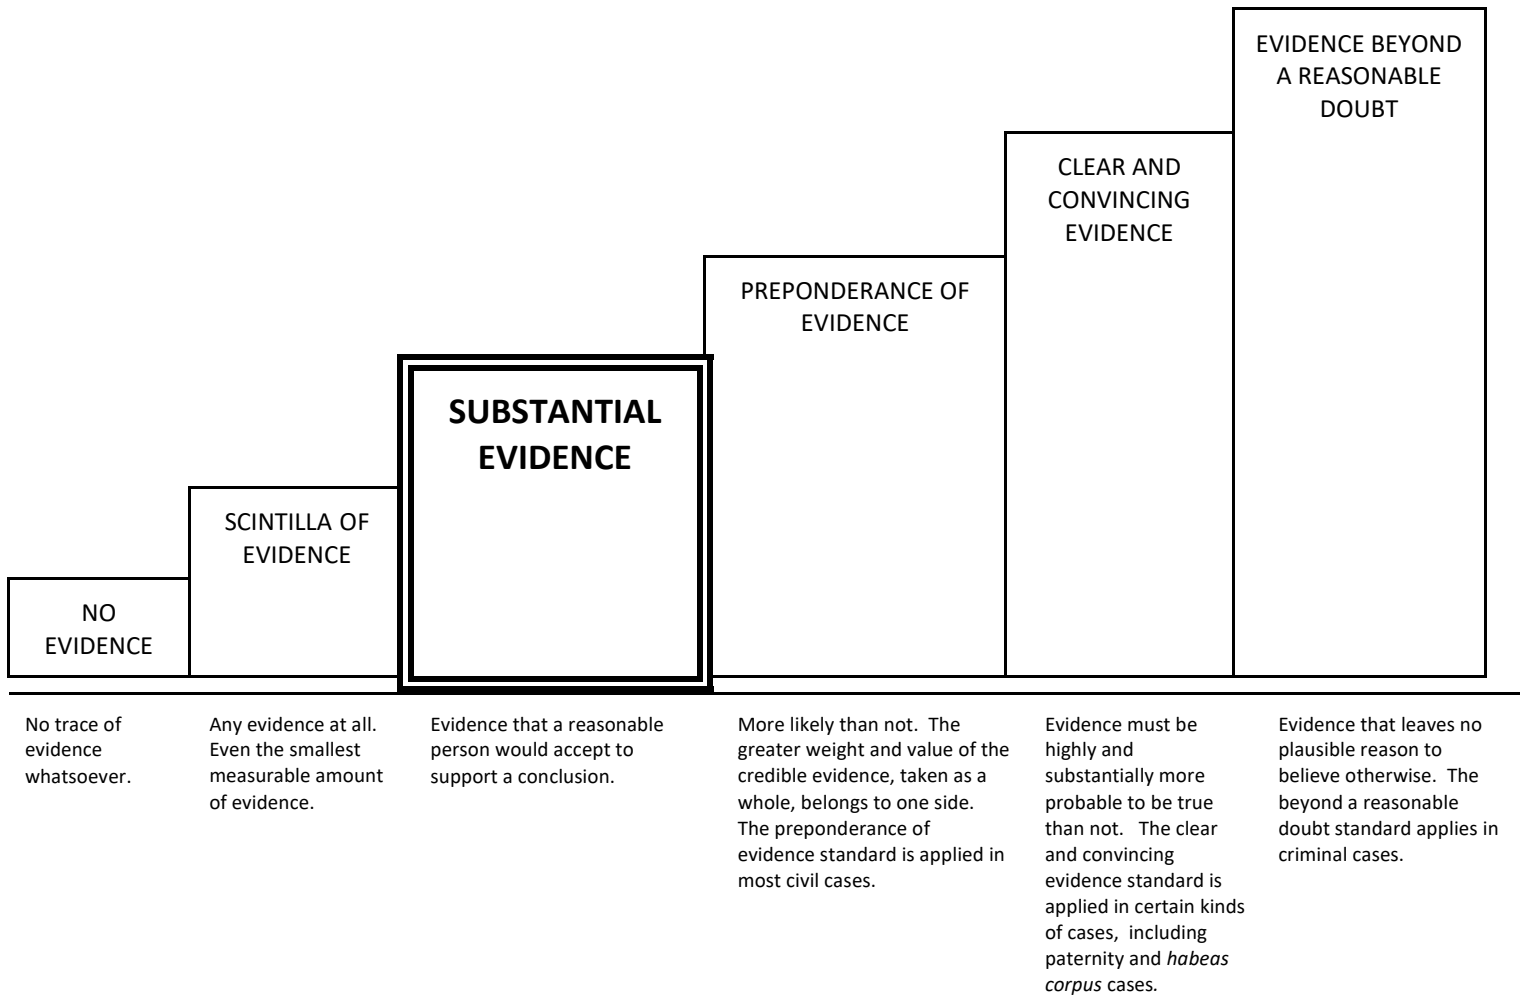 NO
EVIDENCE
SCINTILLA OF
EVIDENCE
SUBSTANTIAL
EVIDENCE
PREPONDERANCE OF
EVIDENCE
CLEAR AND
CONVINCING
EVIDENCE
EVIDENCE BEYOND
A REASONABLE
DOUBT
No trace of
evidence
whatsoever.
Any evidence at all.
Even the smallest
measurable amount
of evidence.
Evidence that a reasonable
person would accept to
support a conclusion.
More likely than not.  The
greater weight and value of the
credible evidence, taken as a
whole, belongs to one side.
The preponderance of
evidence standard is applied in
most civil cases.
Evidence must be
highly and
substantially more
probable to be true
than not.   The clear
and convincing
evidence standard is
applied in certain kinds
of cases,  including
paternity and habeas
corpus cases.
Evidence that leaves no
plausible reason to
believe otherwise.  The
beyond a reasonable
doubt standard applies in
criminal cases.